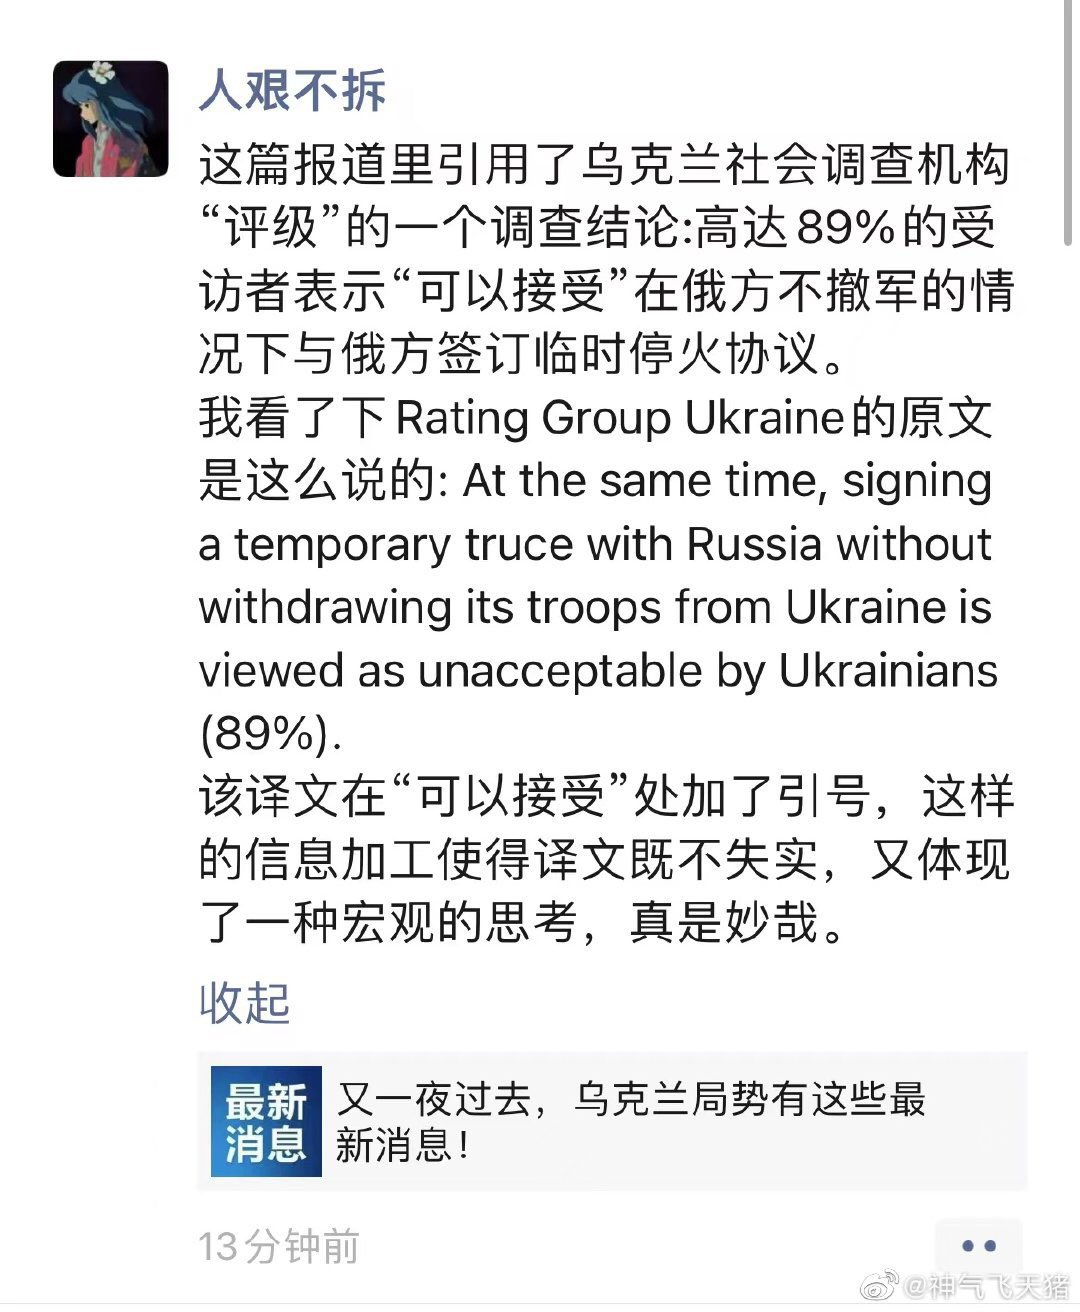 人艰不拆
这篇报道里引用了乌克兰社会调查机构
“评级”的一个调查结论:高达89%的受
访者表示“可以接受”在俄方不撤军的情
况下与俄方签订临时停火协议。
我看了下Rating Group Ukraine的原文
是这么说的: At the same time, signing
a temporary truce with Russia without
withdrawing its troops from Ukraine is
viewed as unacceptable by Ukrainians
(89%).
该译文在“可以接受”处加了引号，这样
的信息加工使得译文既不失实，又体现
了一种宏观的思考，真是妙哉。
收起
最新
消息
又一夜过去，乌克兰局势有这些最
新消息！
13分钟前
@神气飞天猪